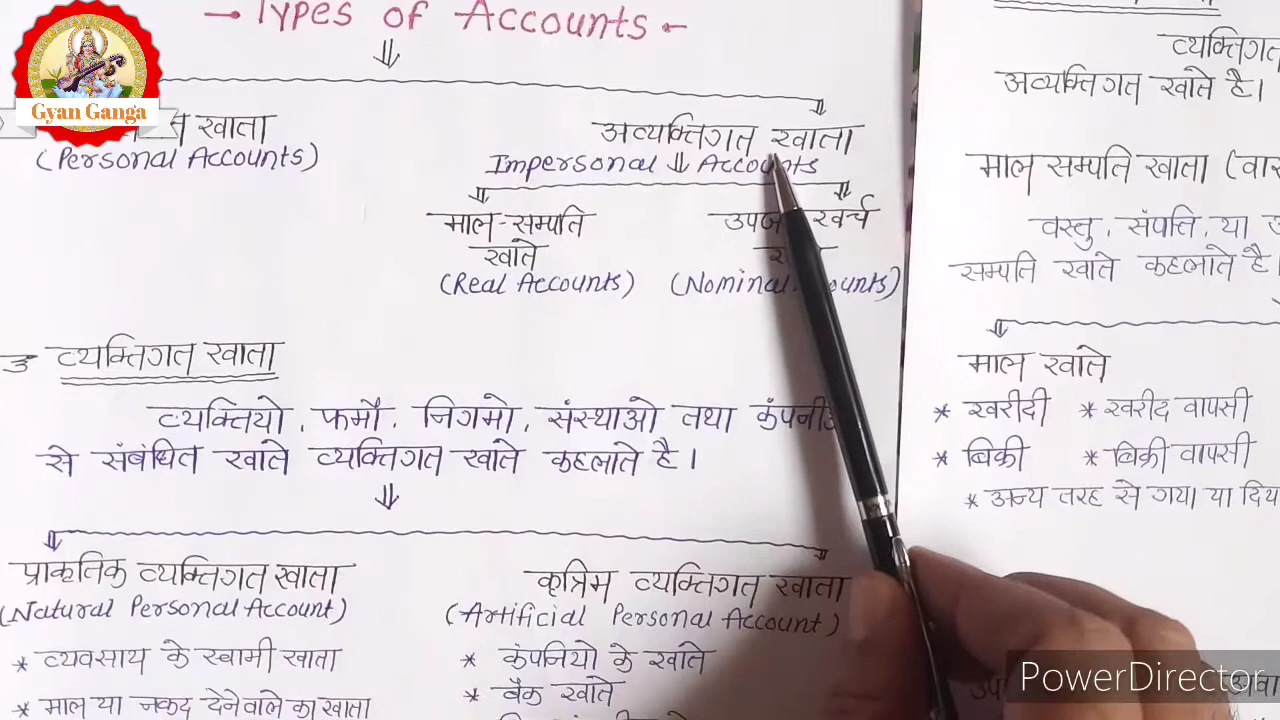 Types of Accounts
Gyan Ganga
खाता
(Personal Accounts)
अव्यक्तिगत खाता
Impersonal Accounts
माल-सम्पति
खाते
(Real Accounts)
खर्च
(Nominal
व्यक्तिगत खाता
व्यक्तियो, फर्मो, निगमो, संस्थाओ तथा
से संबंधित खाते व्यक्तिगत खाते कहलाते है।
प्राकृतिक व्यक्तिगत खाता
(Natural Personal Account)
* व्यवसाय के स्वामी खाता
* माल या नकद देने वाले का खाता
कृत्रिम व्यक्तिगत खाता
(Artificial Personal Account)
* कंपनियो के खाते
* बैंक खाते
व्यक्तिगत
अव्यक्तिगत खाते है।
माल सम्पति खाता
वस्तु, संपत्ति, या
सम्पति खाते कहलाते है।
माल खाते
* खरीदी * खरीद वापसी
* बिक्री * बिक्री वापसी
* अन्य तरह से गया या दिय
PowerDirector